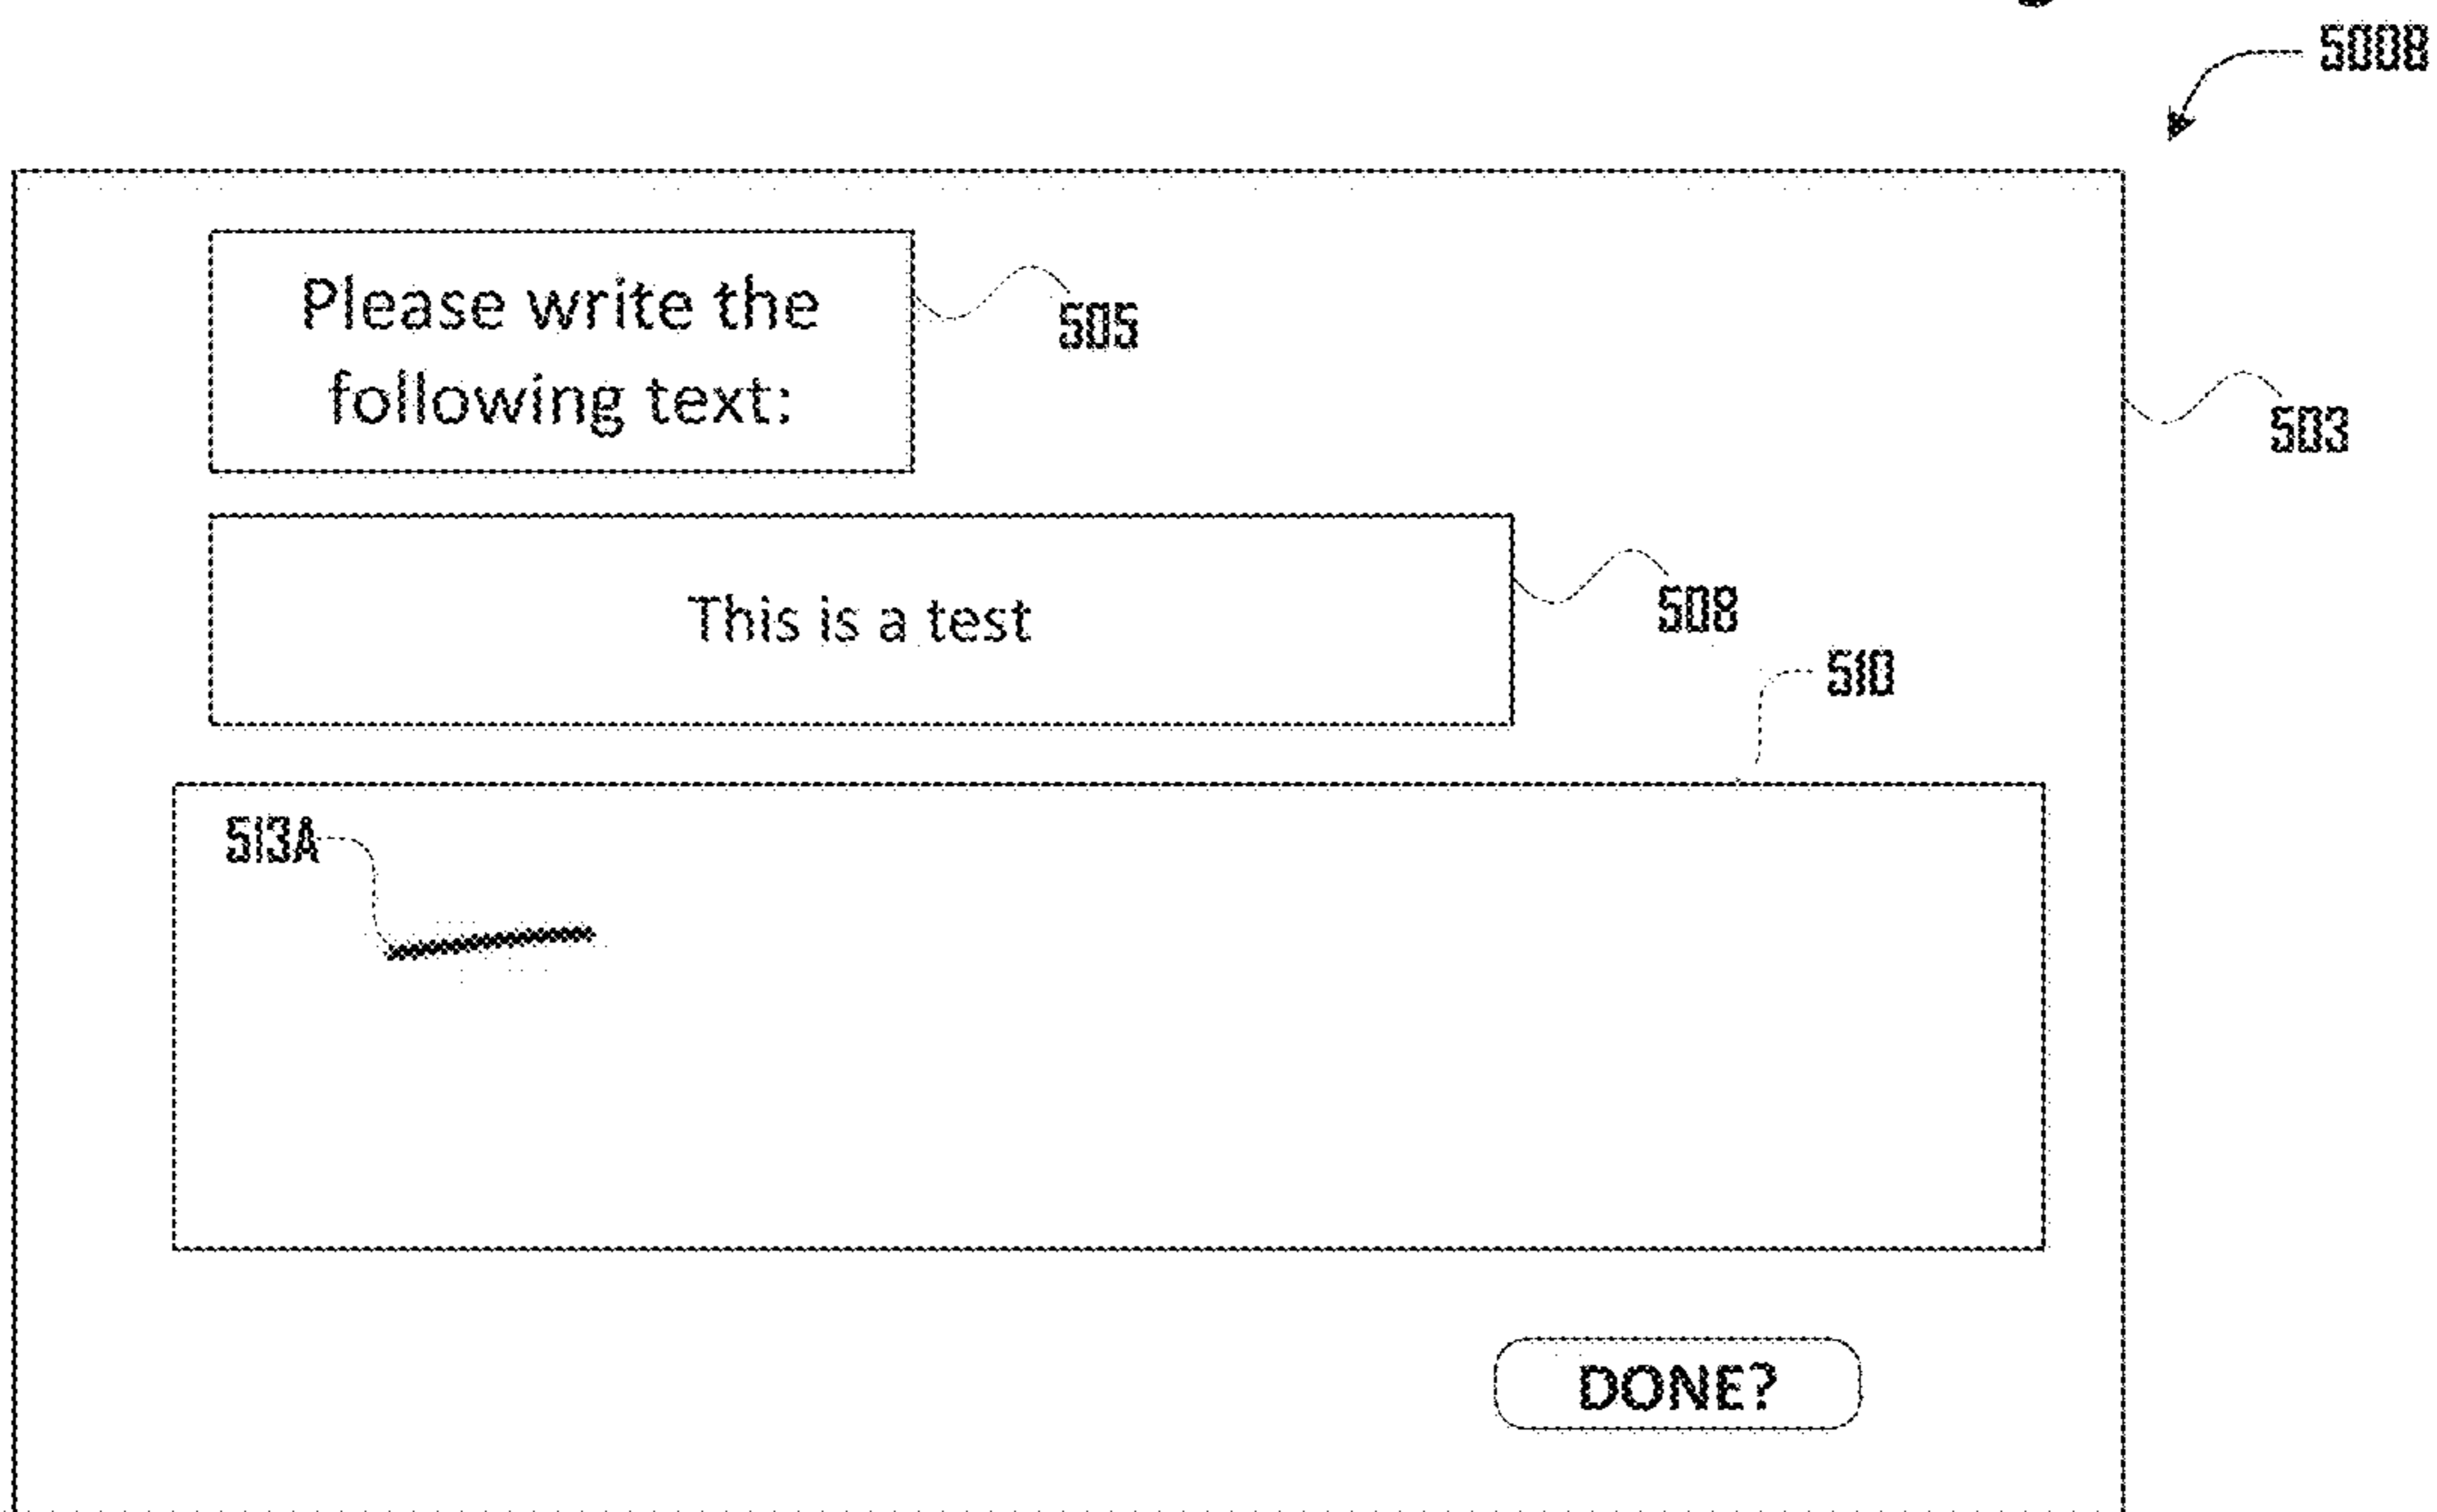 500B
Please write the
following text:
505
503
This is a test
508
510
513A
DONE?